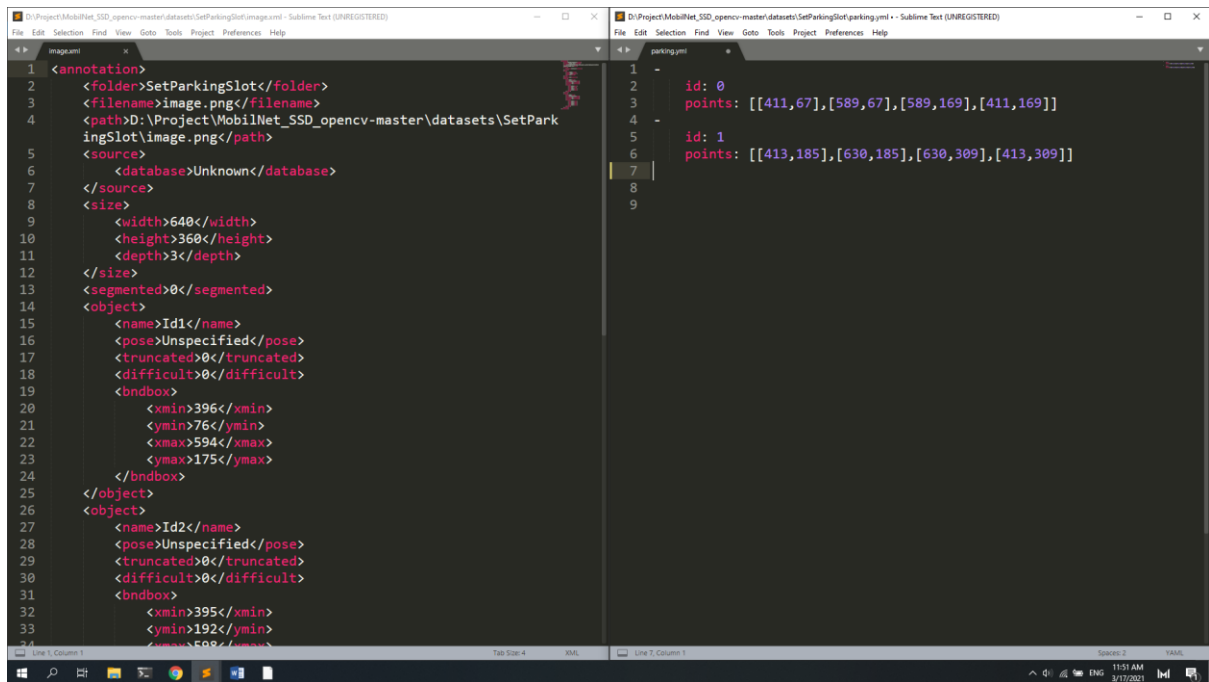 D:\Project\MobilNet_SSD_opencv-master\datasets\SetParkingSlot\image.xml - Sublime Text (UNREGISTERED)
File Edit Selection Find View Goto Tools Project Preferences Help
image.xml
1 <annotation>
2 <folder>SetParkingSlot</folder>
3 <filename>image.png</filename>
4 <path>D:\Project\MobilNet_SSD_opencv-master\datasets\SetPark
ingSlot\image.png</path>
5 <source>
6 <database>Unknown</database>
7 </source>
8 <size>
9 <width>640</width>
10 <height>360</height>
11 <depth>3</depth>
12 </size>
13 <segmented>0</segmented>
14 <object>
15 <name>Id1</name>
16 <pose>Unspecified</pose>
17 <truncated>0</truncated>
18 <difficult>0</difficult>
19 <bndbox>
20 <xmin>396</xmin>
21 <ymin>76</ymin>
22 <xmax>594</xmax>
23 <ymax>175</ymax>
24 </bndbox>
25 </object>
26 <object>
27 <name>Id2</name>
28 <pose>Unspecified</pose>
29 <truncated>0</truncated>
30 <difficult>0</difficult>
31 <bndbox>
32 <xmin>395</xmin>
33 <ymin>192</ymin>
34 <xmax>598</xmax>
Line 1, Column 1 Tab Size: 4 XML
D:\Project\MobilNet_SSD_opencv-master\datasets\SetParkingSlot\parking.yml • - Sublime Text (UNREGISTERED)
File Edit Selection Find View Goto Tools Project Preferences Help
parking.yml
1 -
2 id: 0
3 points: [[411,67],[589,67],[589,169],[411,169]]
4 -
5 id: 1
6 points: [[413,185],[630,185],[630,309],[413,309]]
7
8
9
Line 7, Column 1 Spaces: 2 YAML
ENG
11:51 AM
3/17/2021